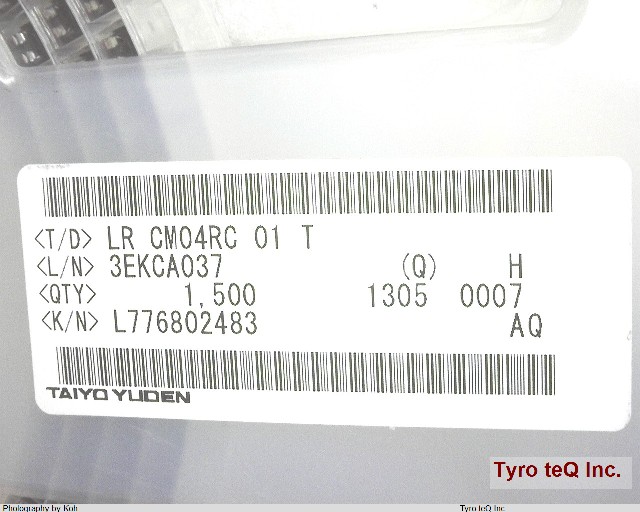 <T/D> LR CM04RC 01 T
<L/N> 3EKCA037 (Q) H
<QTY> 1,500 1305 0007
<K/N> L776802483 AQ
TAIYO YUDEN
Tyro teQ Inc.
Photography by Koh Tyro teQ Inc